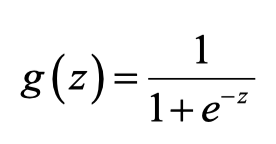 g(z) = 1 / (1 + e^{-z})